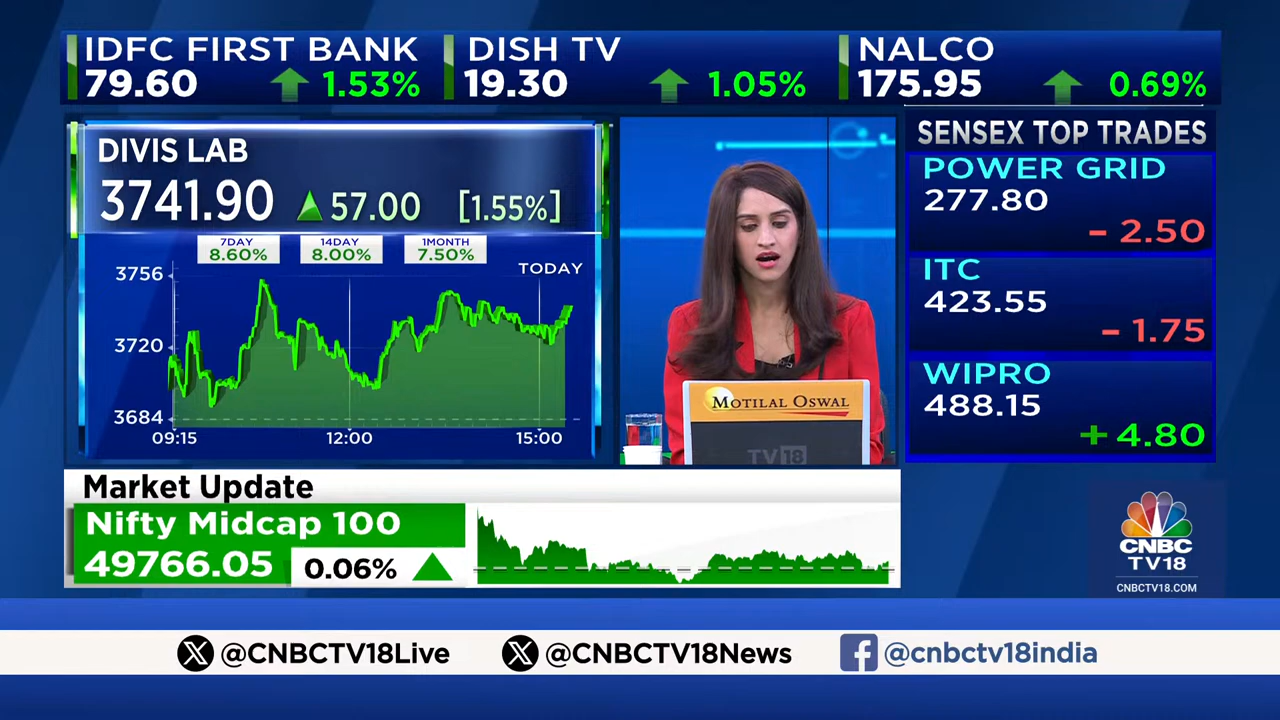 IDFC FIRST BANK
79.60 1.53%
DISH TV
19.30 1.05%
NALCO
175.95 0.69%
DIVIS LAB
3741.90 57.00 [1.55%]
7DAY
8.60%
14DAY
8.00%
1MONTH
7.50%
TODAY
3756
3720
3684
09:15 12:00 15:00
MOTILAL OSWAL
TV18
SENSEX TOP TRADES
POWER GRID
277.80
- 2.50
ITC
423.55
- 1.75
WIPRO
488.15
+ 4.80
Market Update
Nifty Midcap 100
49766.05 0.06%
CNBC
TV18
CNBCTV18.COM
@CNBCTV18Live @CNBCTV18News @cnbctv18india